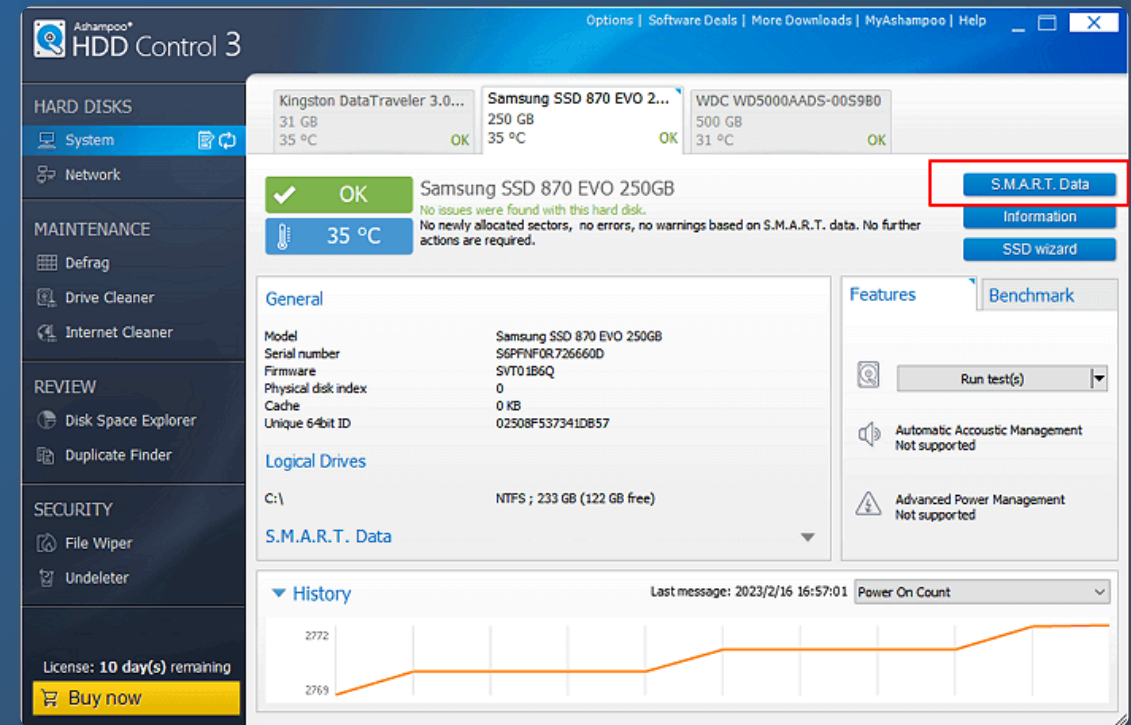 Ashampoo®
HDD Control 3
Options | Software Deals | More Downloads | MyAshampoo | Help
HARD DISKS
System
Network
MAINTENANCE
Defrag
Drive Cleaner
Internet Cleaner
REVIEW
Disk Space Explorer
Duplicate Finder
SECURITY
File Wiper
Undeleter
License: 10 day(s) remaining
Buy now
Kingston DataTraveler 3.0...
31 GB
35 °C OK
Samsung SSD 870 EVO 2...
250 GB
35 °C OK
WDC WD5000AADS-00S9B0
500 GB
31 °C OK
OK
35 °C
Samsung SSD 870 EVO 250GB
No issues were found with this hard disk.
No newly allocated sectors, no errors, no warnings based on S.M.A.R.T. data. No further
actions are required.
S.M.A.R.T. Data
Information
SSD wizard
General
Model Samsung SSD 870 EVO 250GB
Serial number S6PFNF0R726660D
Firmware SVT01B6Q
Physical disk index 0
Cache 0 KB
Unique 64bit ID 02508F537341DB57
Logical Drives
C:\ NTFS ; 233 GB (122 GB free)
S.M.A.R.T. Data
Features
Benchmark
Run test(s)
Automatic Accoustic Management
Not supported
Advanced Power Management
Not supported
History
Last message: 2023/2/16 16:57:01 Power On Count
2772
2769